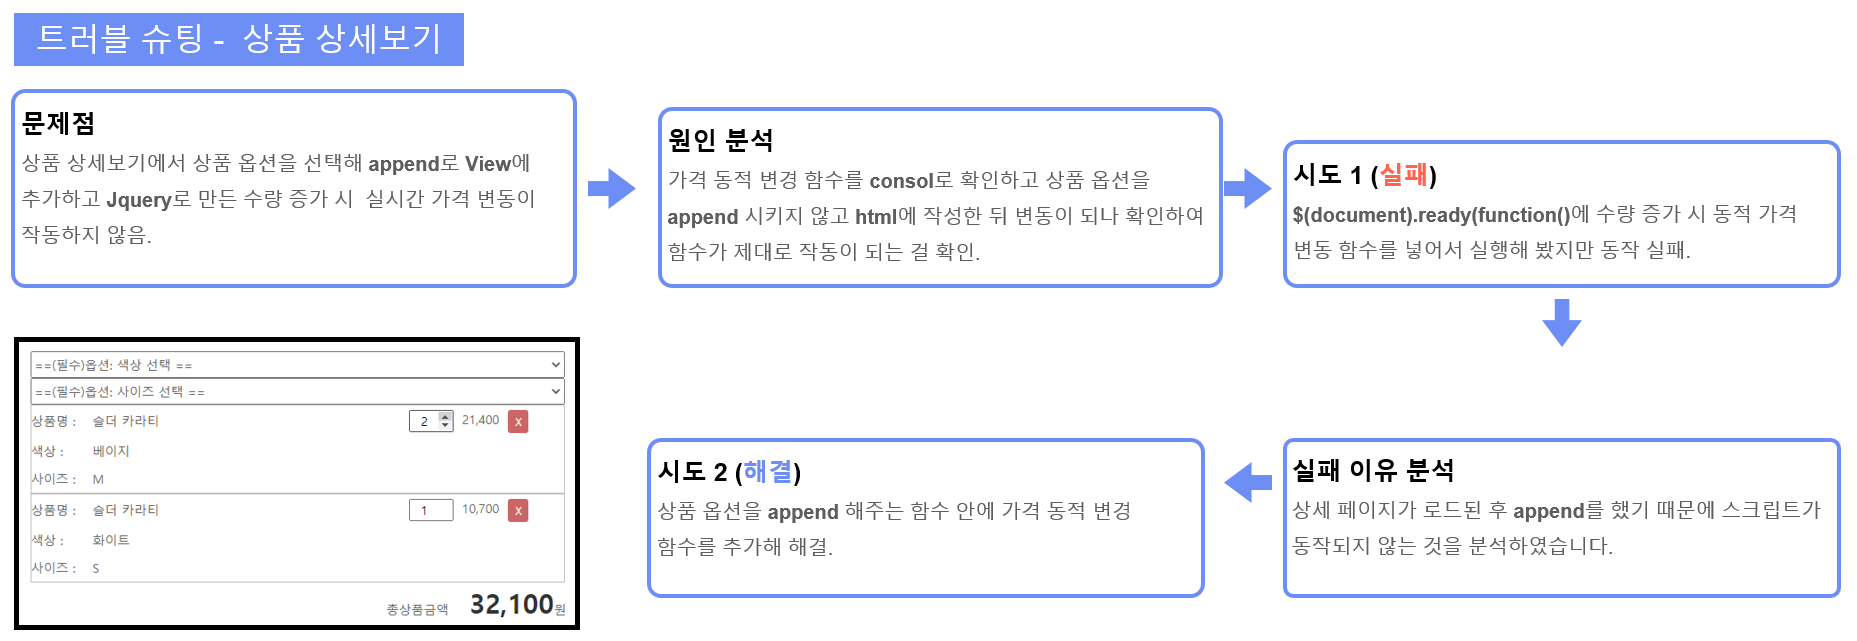 트러블 슈팅 -  상품 상세보기
문제점
상품 상세보기에서 상품 옵션을 선택해 append로 View에
추가하고 Jquery로 만든 수량 증가 시  실시간 가격 변동이
작동하지 않음.
원인 분석
가격 동적 변경 함수를 consol로 확인하고 상품 옵션을
append 시키지 않고 html에 작성한 뒤 변동이 되나 확인하여
함수가 제대로 작동이 되는 걸 확인.
시도 1 (실패)
$(document).ready(function()에 수량 증가 시 동적 가격
변동 함수를 넣어서 실행해 봤지만 동작 실패.
실패 이유 분석
상세 페이지가 로드된 후 append를 했기 때문에 스크립트가
동작되지 않는 것을 분석하였습니다.
시도 2 (해결)
상품 옵션을 append 해주는 함수 안에 가격 동적 변경
함수를 추가해 해결.
==(필수)옵션: 색상 선택 ==
==(필수)옵션: 사이즈 선택 ==
상품명 : 슬더 카라티 2 21,400 X
색상 : 베이지
사이즈 : M
상품명 : 슬더 카라티 1 10,700 X
색상 : 화이트
사이즈 : S
총상품금액 32,100원